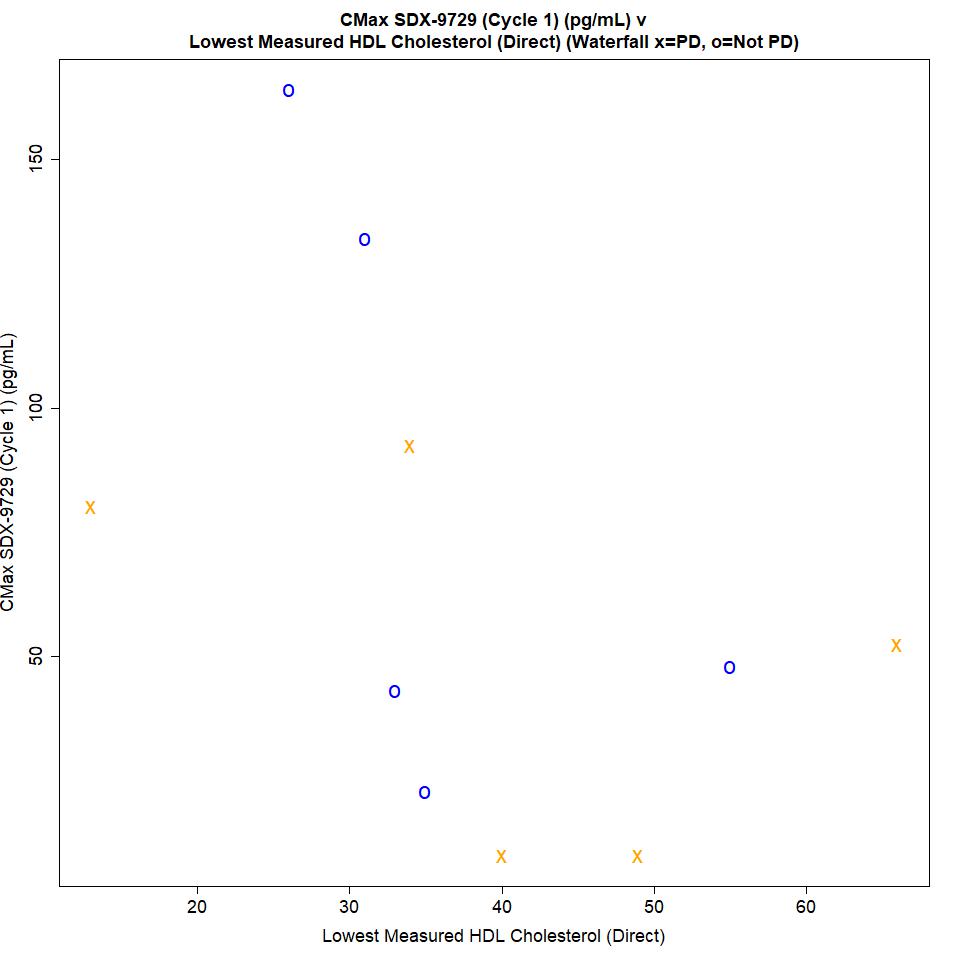 CMax SDX-9729 (Cycle 1) (pg/mL) v
Lowest Measured HDL Cholesterol (Direct) (Waterfall x=PD, o=Not PD)
CMax SDX-9729 (Cycle 1) (pg/mL)
150
100
50
o
o
x
x
x
o
o
o
x
x
20
30
40
50
60
Lowest Measured HDL Cholesterol (Direct)